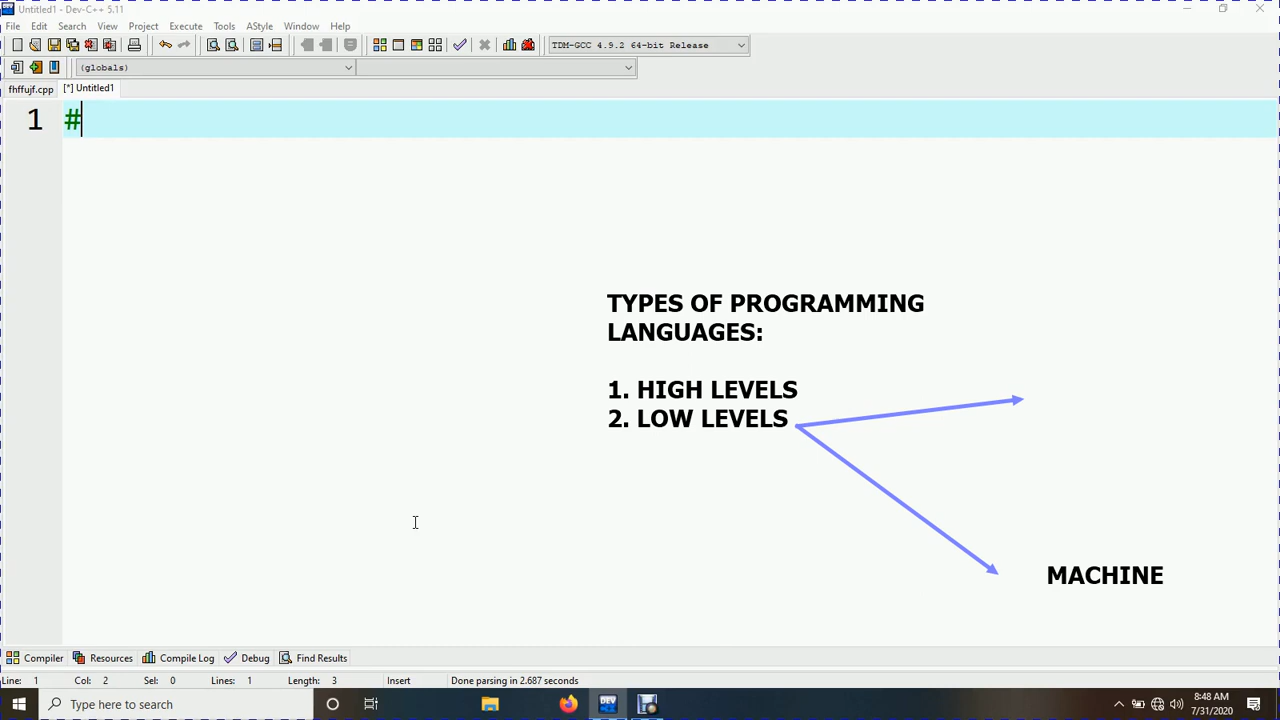 Untitled1 - Dev-C++ 5.11
File Edit Search View Project Execute Tools AStyle Window Help
TDM-GCC 4.9.2 64-bit Release
(globals)
fhffujf.cpp [*] Untitled1
1 #
TYPES OF PROGRAMMING
LANGUAGES:
1. HIGH LEVELS
2. LOW LEVELS
MACHINE
Compiler Resources Compile Log Debug Find Results
Line: 1 Col: 2 Sel: 0 Lines: 1 Length: 3 Insert Done parsing in 2.687 seconds
Type here to search
DEV
8:48 AM
7/31/2020